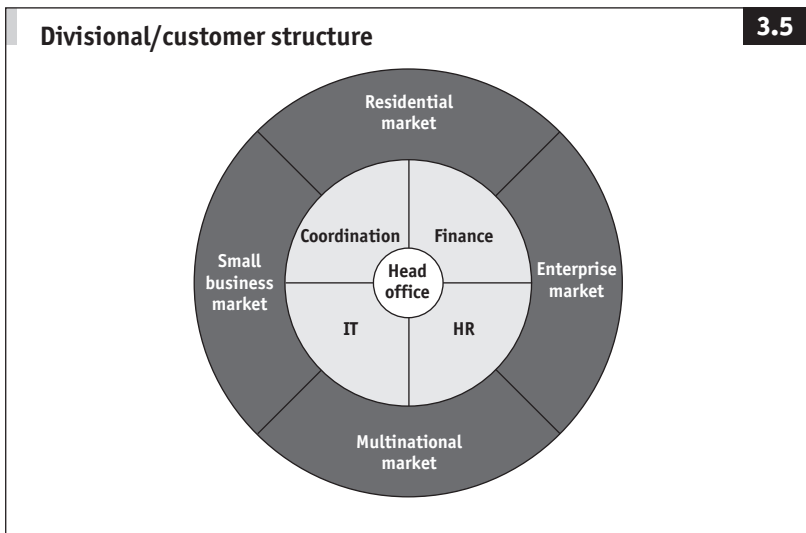 Divisional/customer structure
3.5
Residential
market
Coordination
Finance
Small
business
market
Head
office
Enterprise
market
IT
HR
Multinational
market